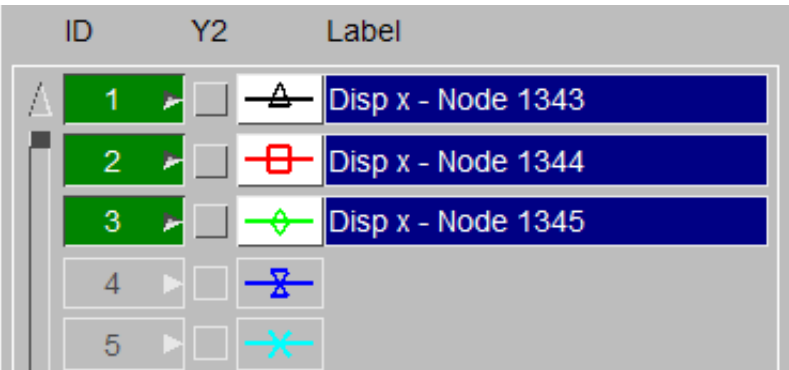 ID Y2 Label
1 Disp x - Node 1343
2 Disp x - Node 1344
3 Disp x - Node 1345
4
5